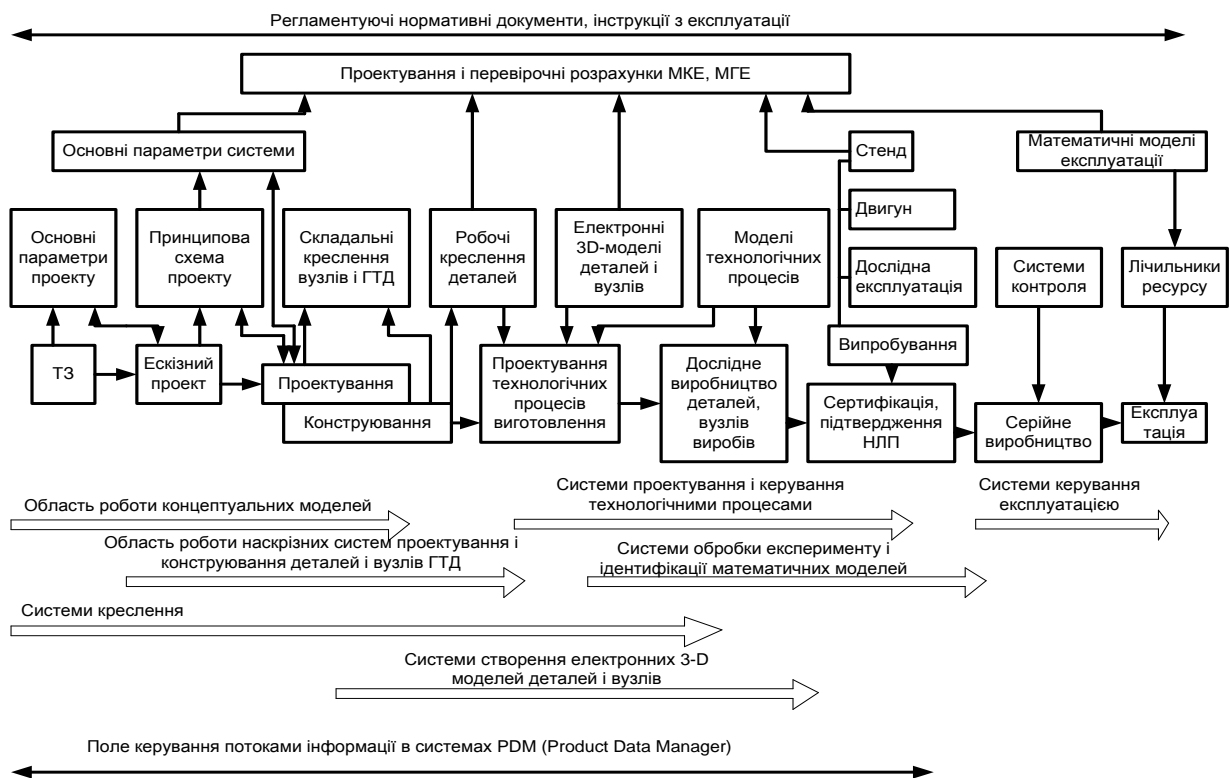 Регламентуючі нормативні документи, інструкції з експлуатації
Проектування і перевірочні розрахунки МКЕ, МГЕ
Основні параметри системи
Стенд
Математичні моделі
експлуатації
Основні
параметри
проекту
Принципова
схема
проекту
Складальні
креслення
вузлів і ГТД
Робочі
креслення
деталей
Електронні
3D-моделі
деталей і
вузлів
Моделі
технологічних
процесів
Двигун
Дослідна
експлуатація
Системи
контроля
Лічильники
ресурсу
Випробування
ТЗ
Ескізний
проект
Проектування
Конструювання
Проектування
технологічних
процесів
виготовлення
Дослідне
виробництво
деталей,
вузлів
виробів
Сертифікація,
підтвердження
НЛП
Серійне
виробництво
Експлуа
тація
Область роботи концептуальних моделей
Системи проектування і керування
технологічними процесами
Системи керування
експлуатацією
Область роботи наскрізних систем проектування і
конструювання деталей і вузлів ГТД
Системи обробки експерименту і
ідентифікації математичних моделей
Системи креслення
Системи створення електронних 3-D
моделей деталей і вузлів
Поле керування потоками інформації в системах PDM (Product Data Manager)